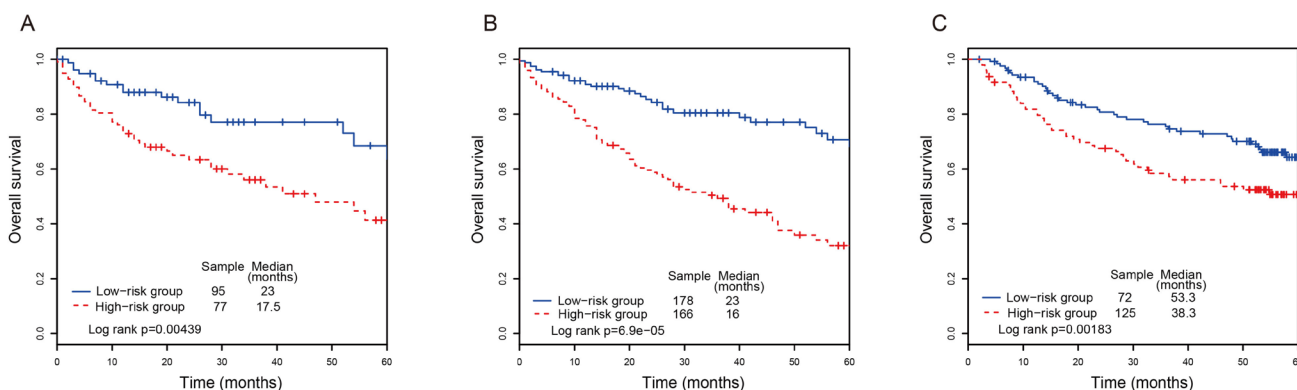 A
Overall survival
1.0
0.8
0.6
0.4
0.2
0.0
Sample Median (months)
Low−risk group 95 23
High−risk group 77 17.5
Log rank p=0.00439
0 10 20 30 40 50 60
Time (months)
B
Overall survival
1.0
0.8
0.6
0.4
0.2
0.0
Sample Median (months)
Low−risk group 178 23
High−risk group 166 16
Log rank p=6.9e−05
0 10 20 30 40 50 60
Time (months)
C
Overall survival
1.0
0.8
0.6
0.4
0.2
0.0
Sample Median (months)
Low−risk group 72 53.3
High−risk group 125 38.3
Log rank p=0.00183
0 10 20 30 40 50 60
Time (months)